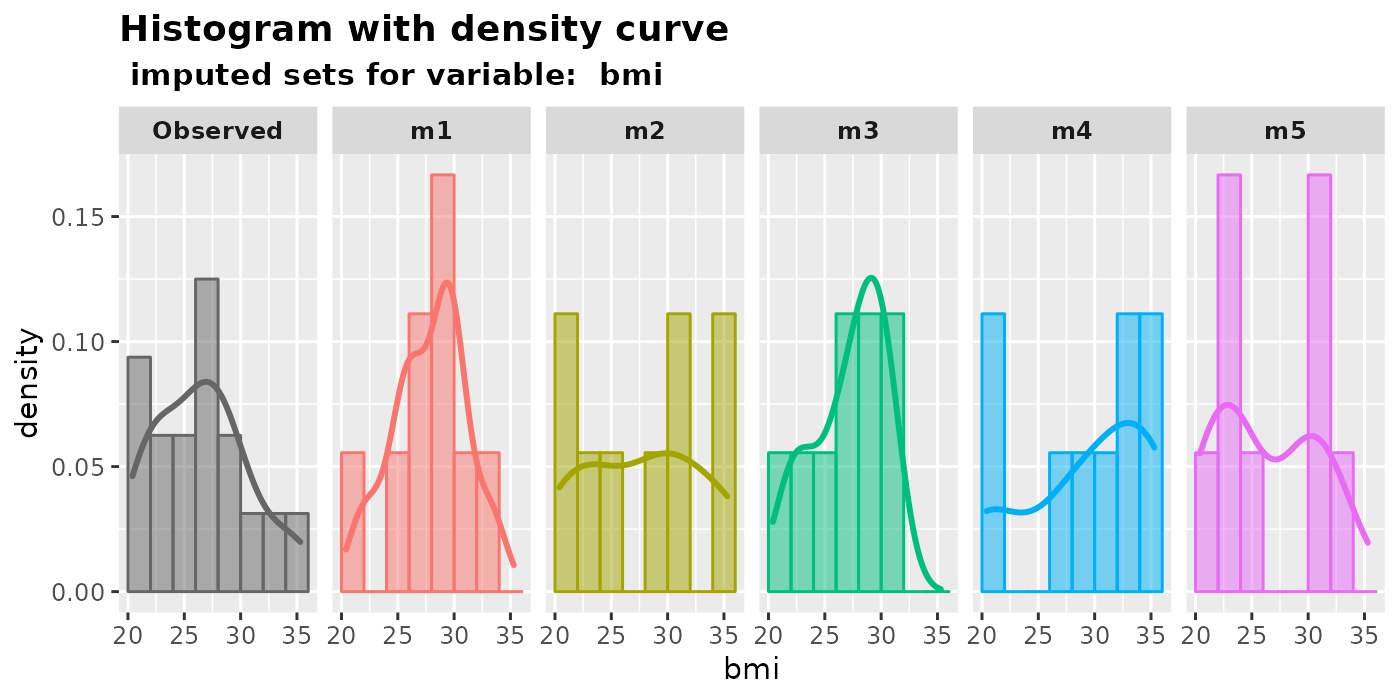 Histogram with density curve
imputed sets for variable:  bmi
Observed m1 m2 m3 m4 m5
0.15
0.10
0.05
0.00
density
20 25 30 35 20 25 30 35 20 25 30 35 20 25 30 35 20 25 30 35 20 25 30 35
bmi